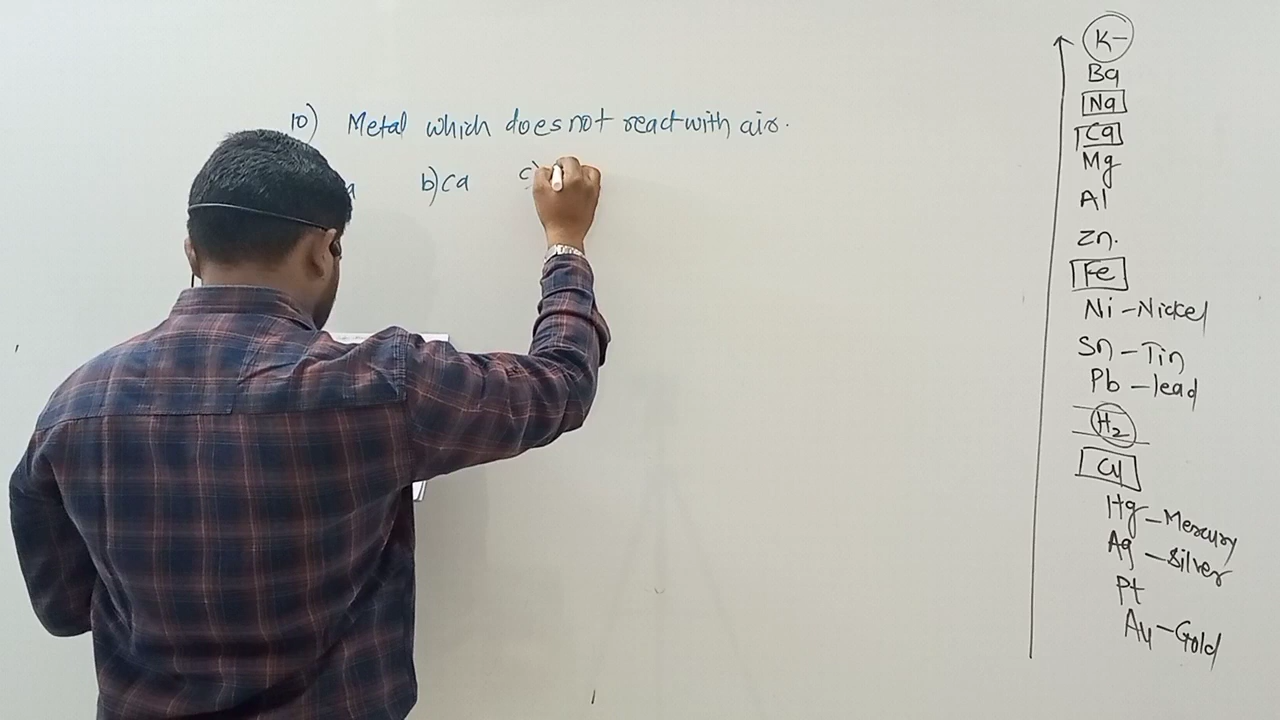 10) Metal which does not react with air.
b) Ca c)
K
Ba
Na
Ca
Mg
Al
Zn.
Fe
Ni - Nickel
Sn - Tin
Pb - lead
H2
Cu
Hg - Mercury
Ag - Silver
Pt
Au - Gold